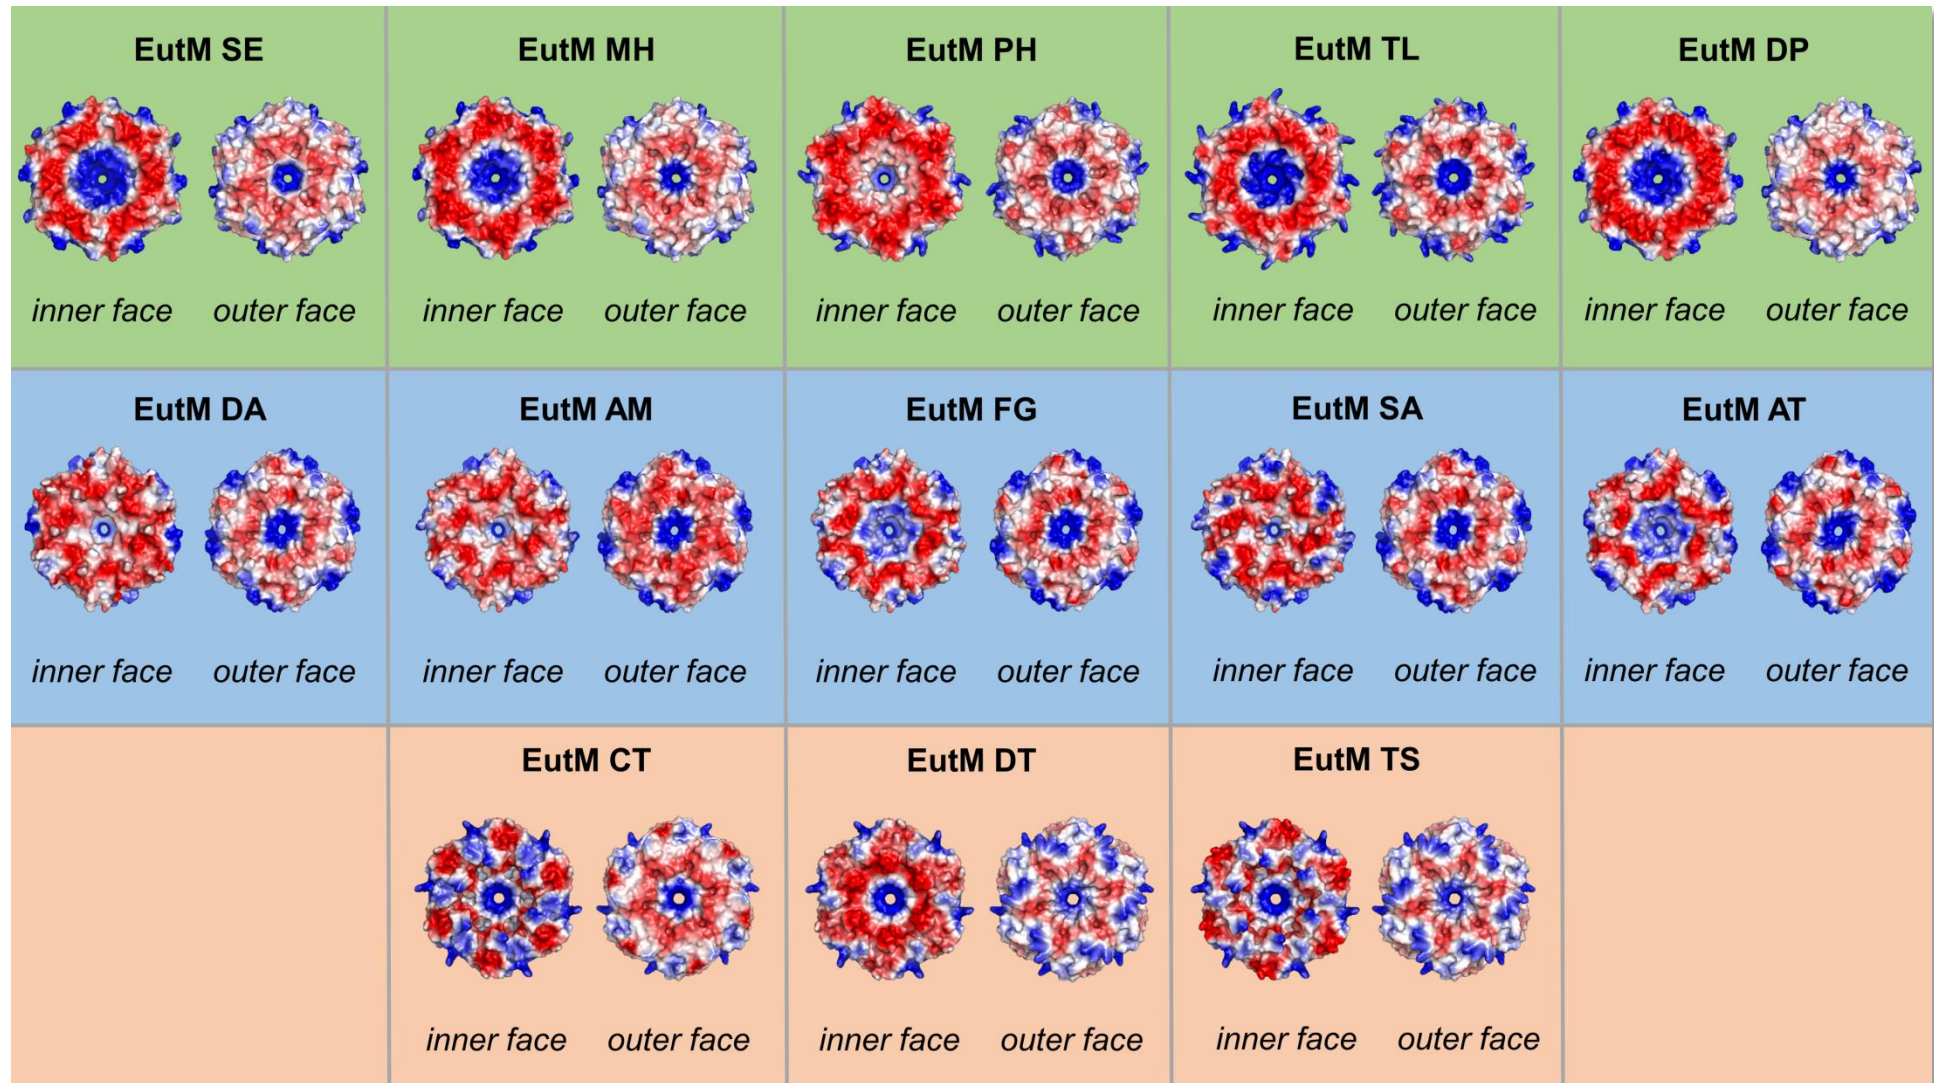 EutM SE
EutM MH
EutM PH
EutM TL
EutM DP
inner face outer face
inner face outer face
inner face outer face
inner face outer face
inner face outer face
EutM DA
EutM AM
EutM FG
EutM SA
EutM AT
inner face outer face
inner face outer face
inner face outer face
inner face outer face
inner face outer face
EutM CT
EutM DT
EutM TS
inner face outer face
inner face outer face
inner face outer face